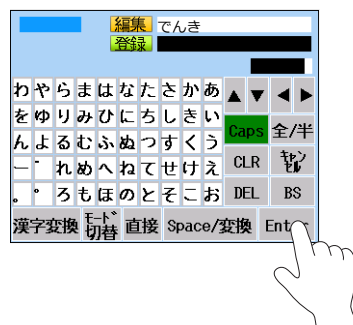 編集 でんき
登録
わ や ら ま は な た さ か あ ▲ ▼ ◀ ▶
を ゆ り み ひ に ち し き い
ん よ る む ふ ぬ つ す く う Caps 全/半
ー ゛ れ め へ ね て せ け え CLR ｷｬﾝｾﾙ
。 ゜ ろ も ほ の と そ こ お DEL BS
漢字変換 ﾓｰﾄﾞ切替 直接 Space/変換 Ent